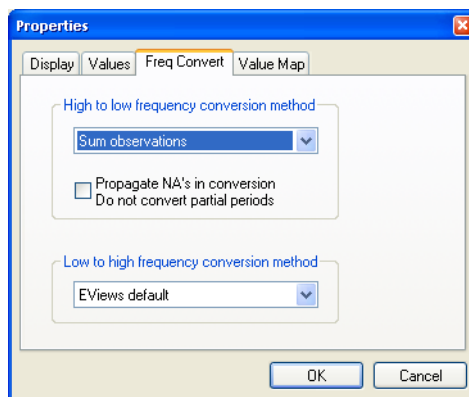 Properties
Display Values Freq Convert Value Map
High to low frequency conversion method
Sum observations
Propagate NA's in conversion
Do not convert partial periods
Low to high frequency conversion method
EViews default
OK Cancel